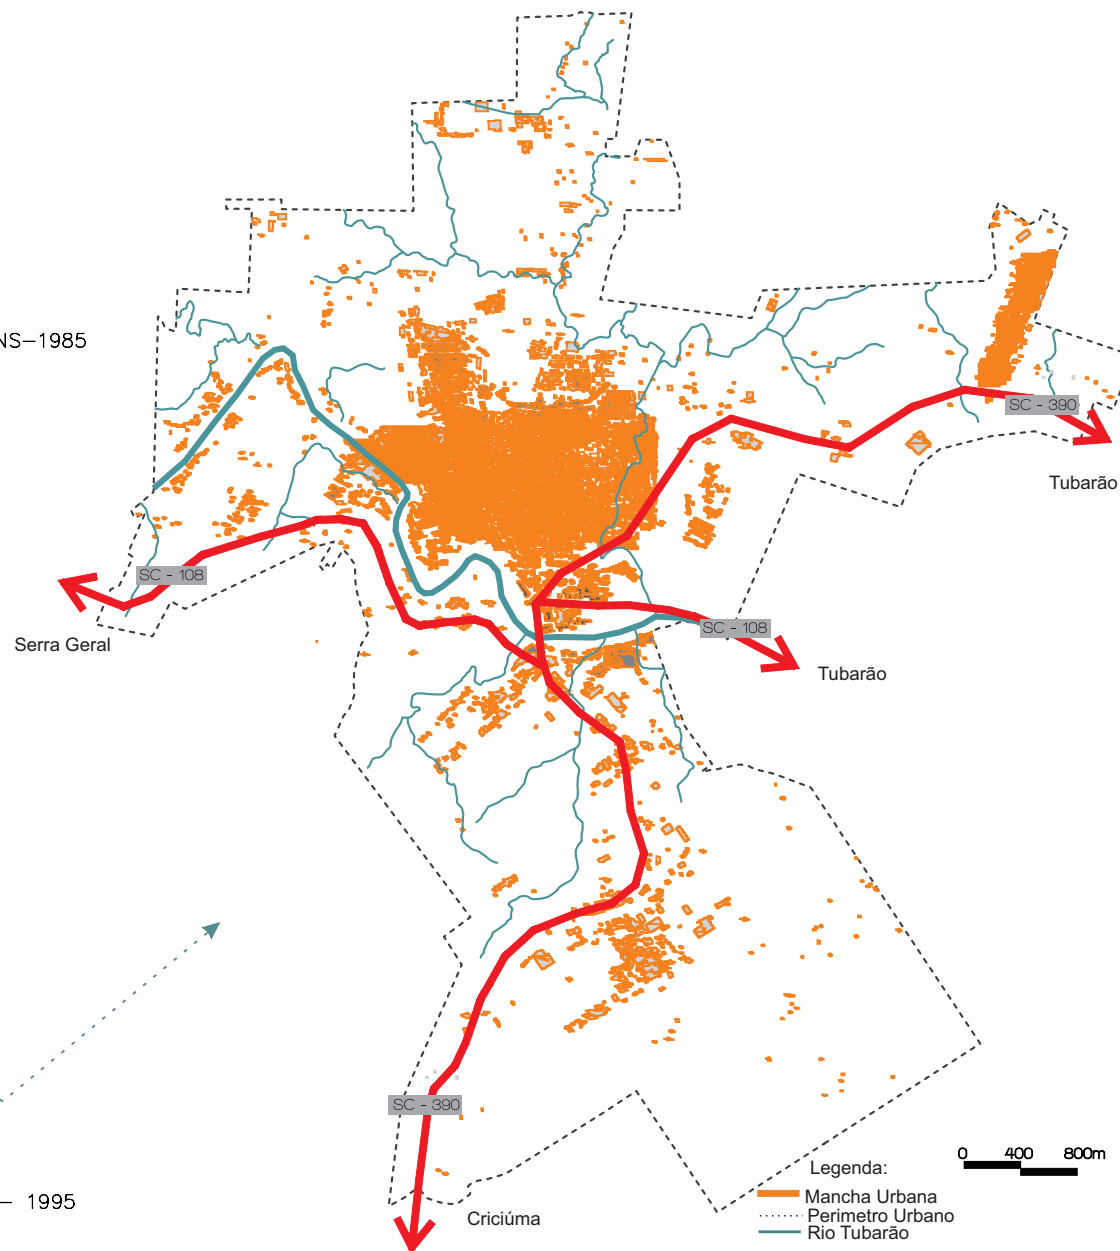 NS-1985
SC - 390
Tubarão
SC - 108
Serra Geral
SC - 108
Tubarão
SC - 390
0 400 800m
Legenda:
Mancha Urbana
Perimetro Urbano
Rio Tubarão
- 1995
Criciúma